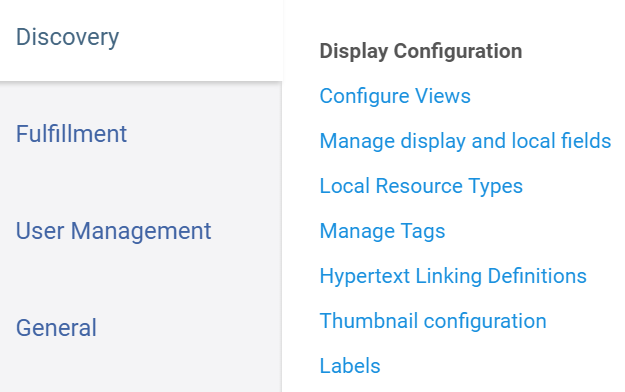 Discovery
Fulfillment
User Management
General
Display Configuration
Configure Views
Manage display and local fields
Local Resource Types
Manage Tags
Hypertext Linking Definitions
Thumbnail configuration
Labels